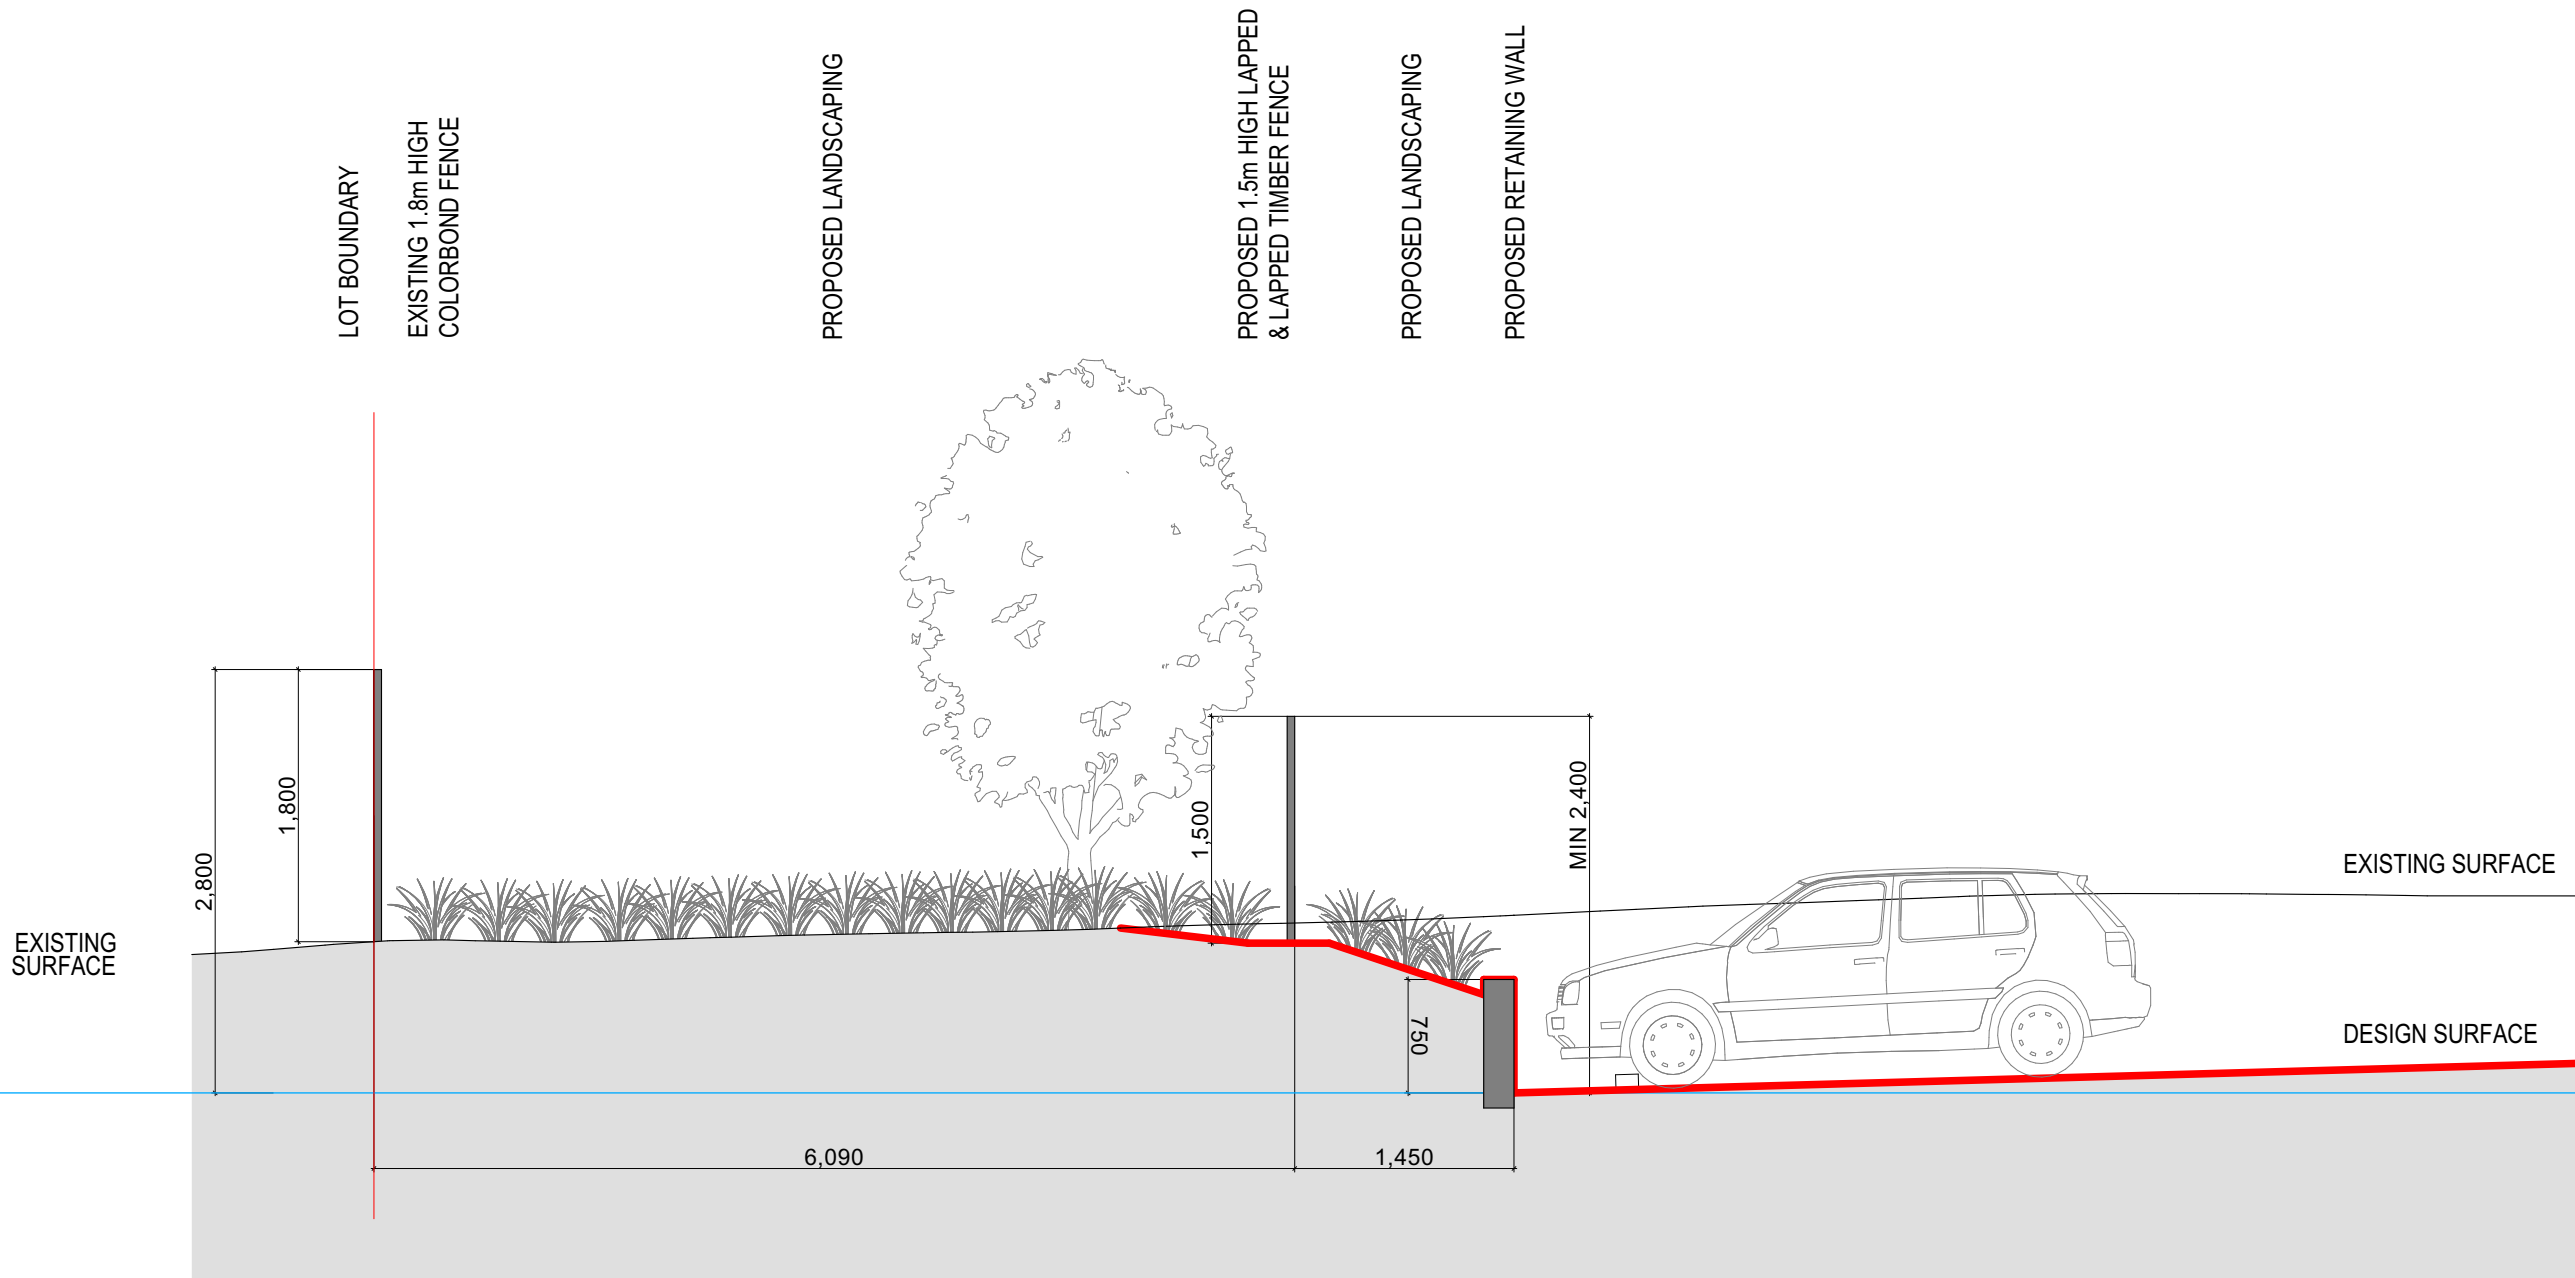 LOT BOUNDARY
EXISTING 1.8m HIGH
COLORBOND FENCE
PROPOSED LANDSCAPING
PROPOSED 1.5m HIGH LAPPED
& LAPPED TIMBER FENCE
PROPOSED LANDSCAPING
PROPOSED RETAINING WALL
2,800
1,800
1,500
MIN 2,400
EXISTING SURFACE
EXISTING
SURFACE
750
DESIGN SURFACE
6,090
1,450